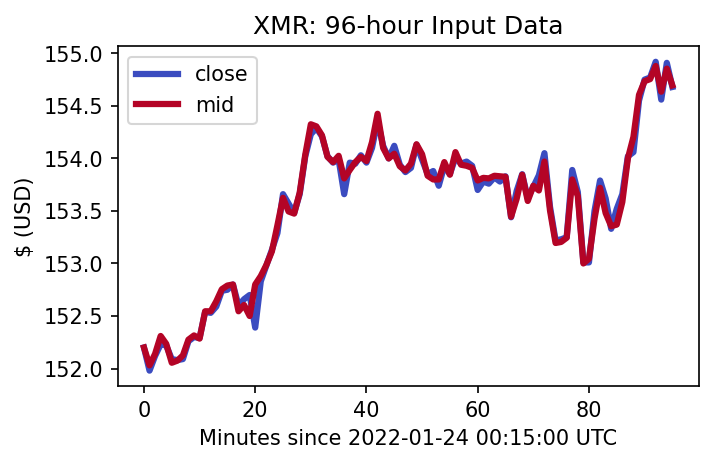 XMR: 96-hour Input Data
close
mid
155.0
154.5
154.0
153.5
153.0
152.5
152.0
$ (USD)
0 20 40 60 80
Minutes since 2022-01-24 00:15:00 UTC